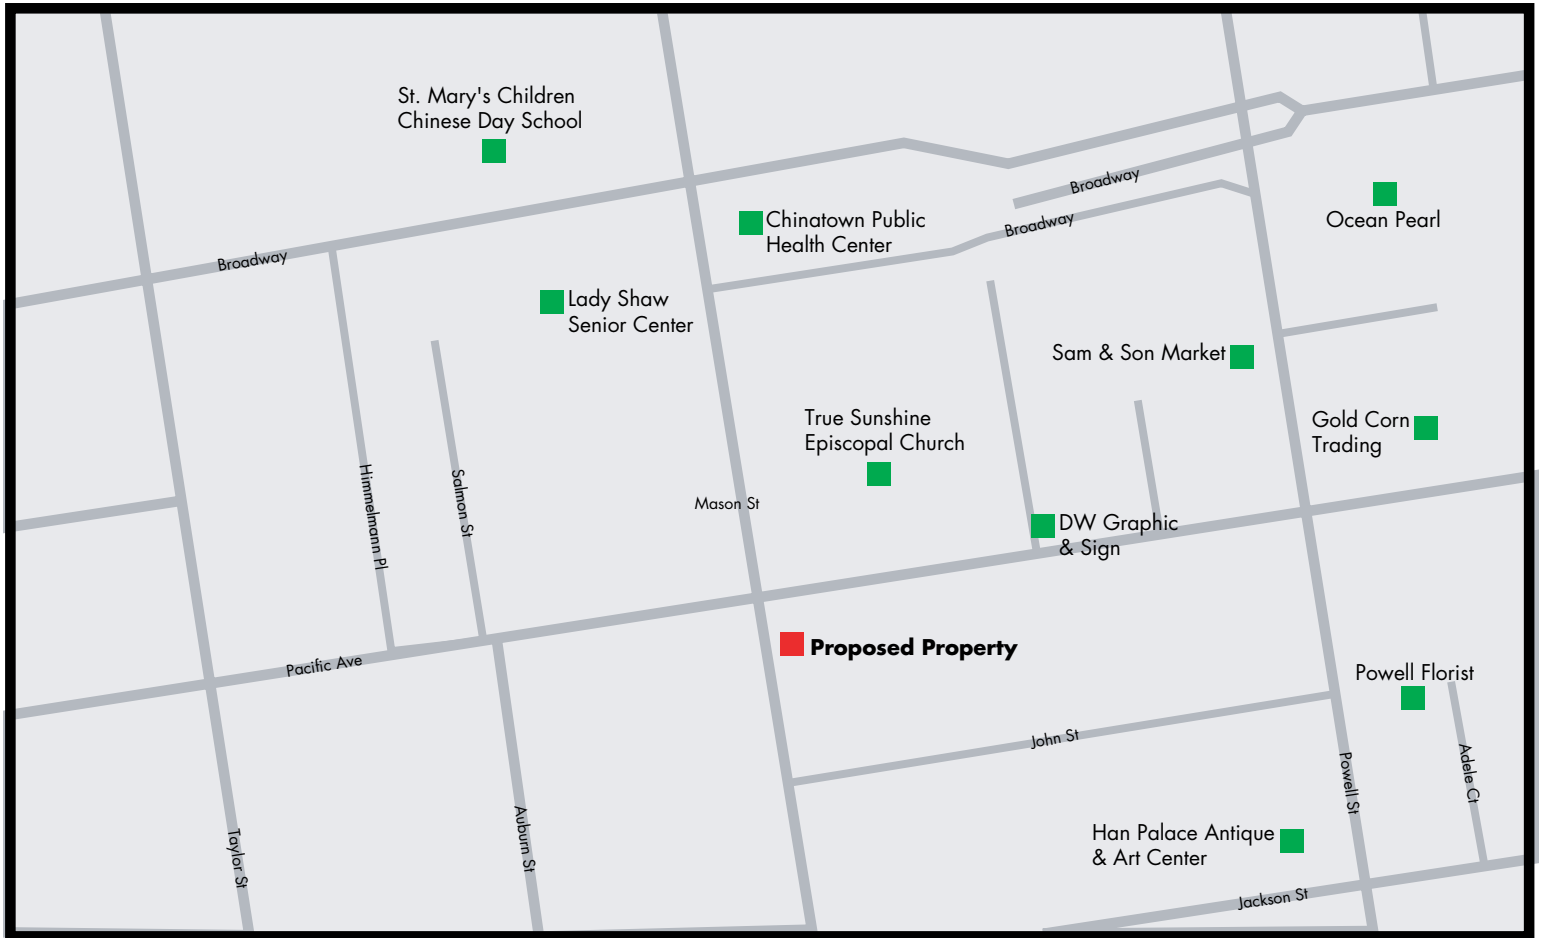 St. Mary's Children
Chinese Day School
Broadway
Chinatown Public
Health Center
Broadway
Ocean Pearl
Broadway
Lady Shaw
Senior Center
Sam & Son Market
True Sunshine
Episcopal Church
Gold Corn
Trading
Himmelmann Pl
Salmon St
Mason St
DW Graphic
& Sign
Pacific Ave
Proposed Property
Powell Florist
John St
Powell St
Adele Ct
Taylor St
Auburn St
Han Palace Antique
& Art Center
Jackson St